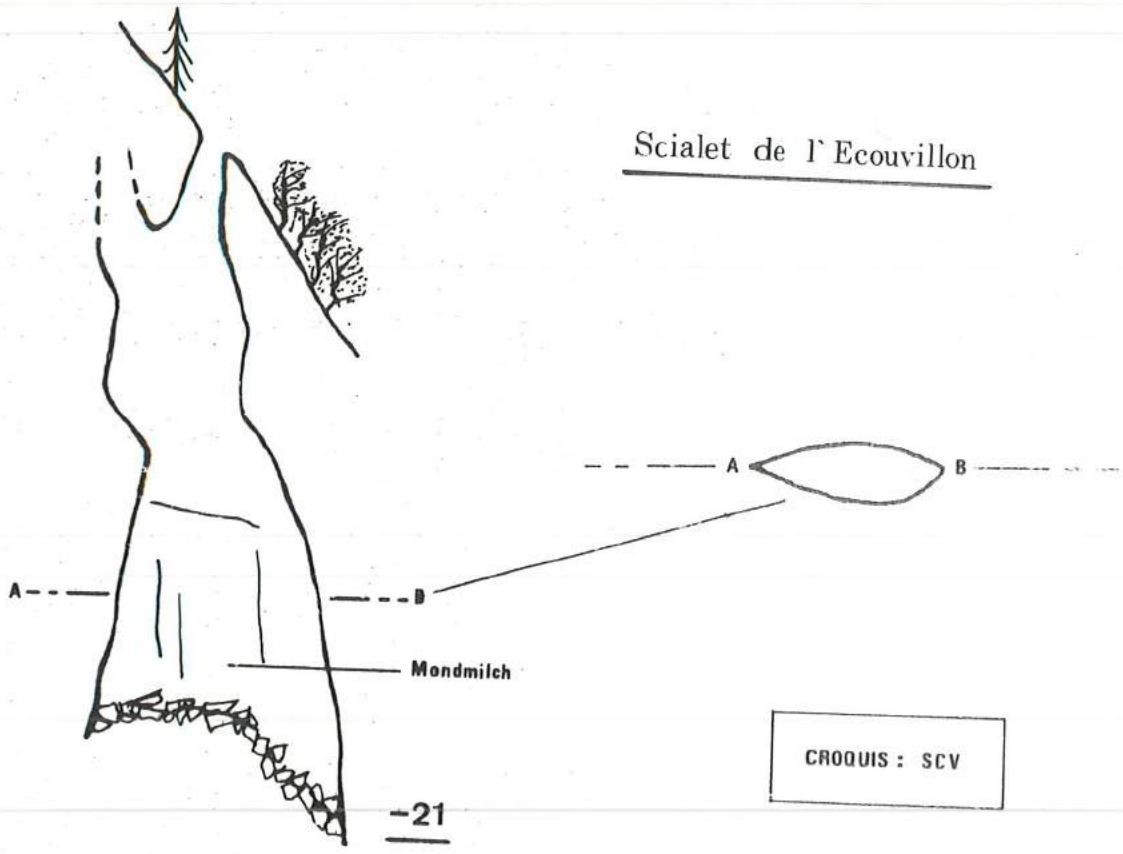 Scialet de l'Ecouvillon
A B
A B
Mondmilch
CROQUIS : SCV
-21